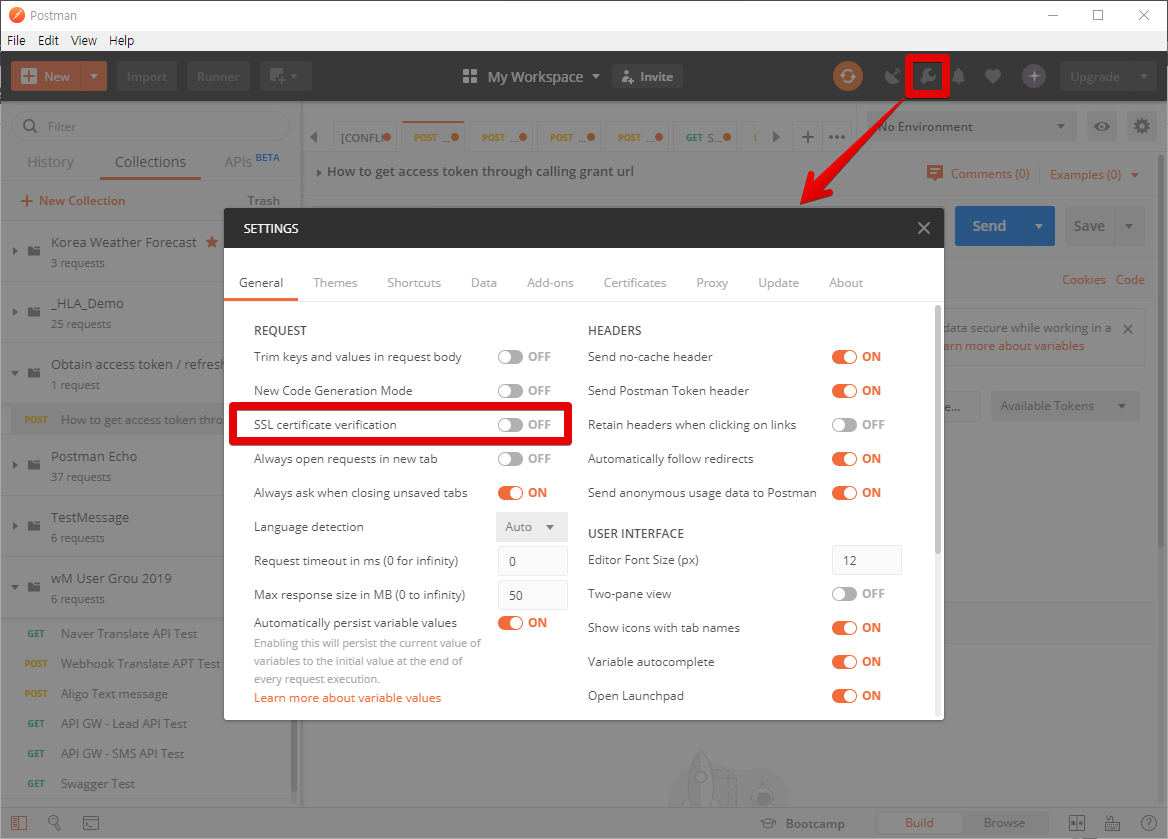 Postman
File Edit View Help
New Import Runner My Workspace Invite Upgrade
Filter
History Collections APIs BETA
New Collection Trash
Korea Weather Forecast
3 requests
_HLA_Demo
25 requests
Obtain access token / refresh
1 request
POST How to get access token thro
Postman Echo
37 requests
TestMessage
6 requests
wM User Grou 2019
6 requests
GET Naver Translate API Test
POST Webhook Translate APT Test
POST Aligo Text message
GET API GW - Lead API Test
GET API GW - SMS API Test
GET Swagger Test
[CONFLI POST ... POST ... POST ... POST ... GET S... No Environment
How to get access token through calling grant url Comments (0) Examples (0)
Send Save
Cookies Code
data secure while working in a
arn more about variables
e... Available Tokens
SETTINGS
General Themes Shortcuts Data Add-ons Certificates Proxy Update About
REQUEST
Trim keys and values in request body OFF
New Code Generation Mode OFF
SSL certificate verification OFF
Always open requests in new tab OFF
Always ask when closing unsaved tabs ON
Language detection Auto
Request timeout in ms (0 for infinity) 0
Max response size in MB (0 to infinity) 50
Automatically persist variable values ON
Enabling this will persist the current value of
variables to the initial value at the end of
every request execution.
Learn more about variable values
HEADERS
Send no-cache header ON
Send Postman Token header ON
Retain headers when clicking on links OFF
Automatically follow redirects ON
Send anonymous usage data to Postman ON
USER INTERFACE
Editor Font Size (px) 12
Two-pane view OFF
Show icons with tab names ON
Variable autocomplete ON
Open Launchpad ON
Bootcamp Build Browse